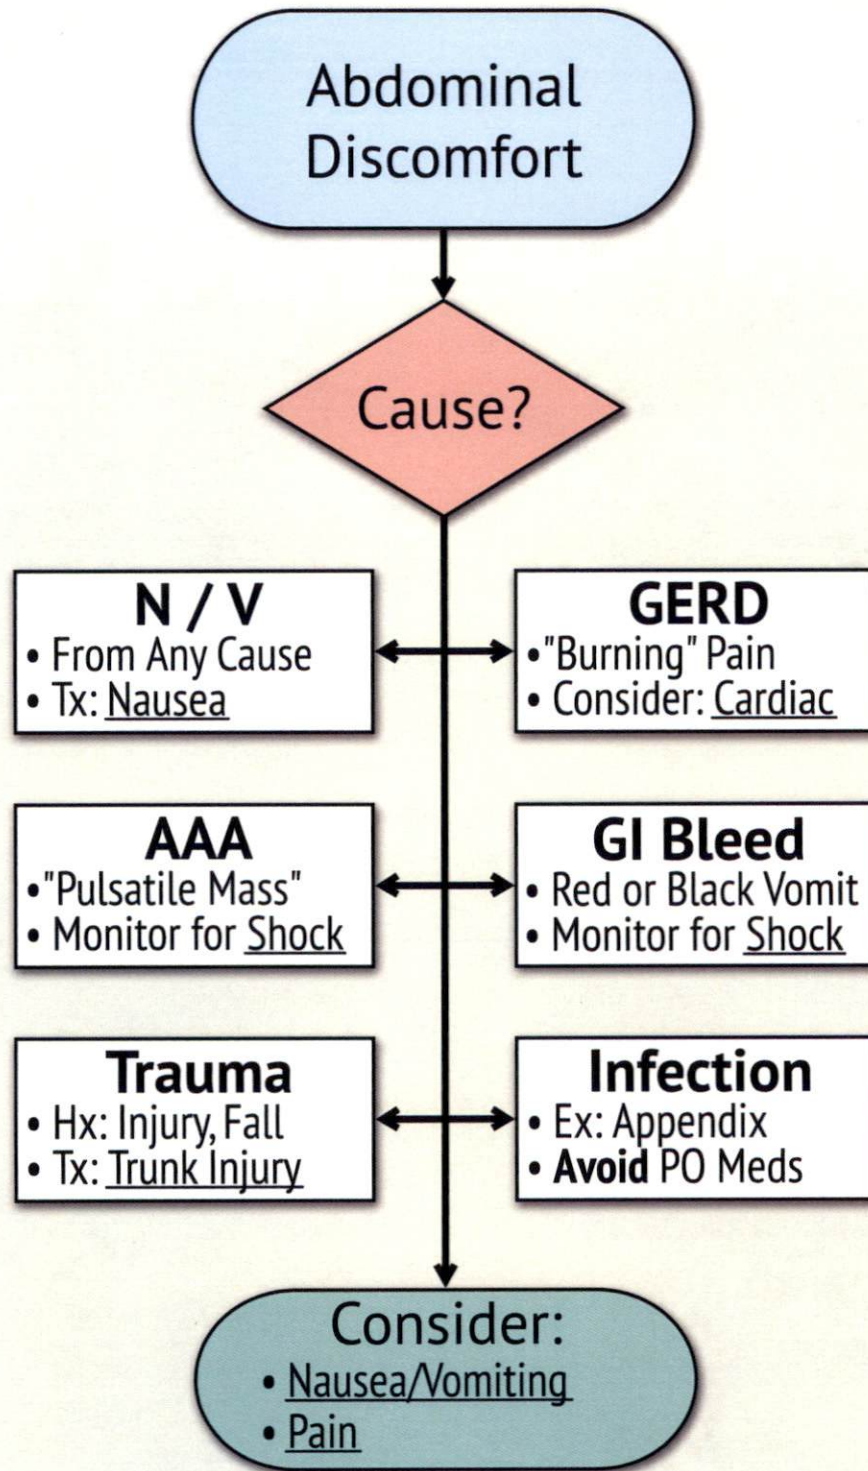 Abdominal
Discomfort
Cause?
N / V
• From Any Cause
• Tx: Nausea
GERD
•"Burning" Pain
• Consider: Cardiac
AAA
•"Pulsatile Mass"
• Monitor for Shock
GI Bleed
• Red or Black Vomit
• Monitor for Shock
Trauma
• Hx: Injury, Fall
• Tx: Trunk Injury
Infection
• Ex: Appendix
• Avoid PO Meds
Consider:
• Nausea/Vomiting
• Pain